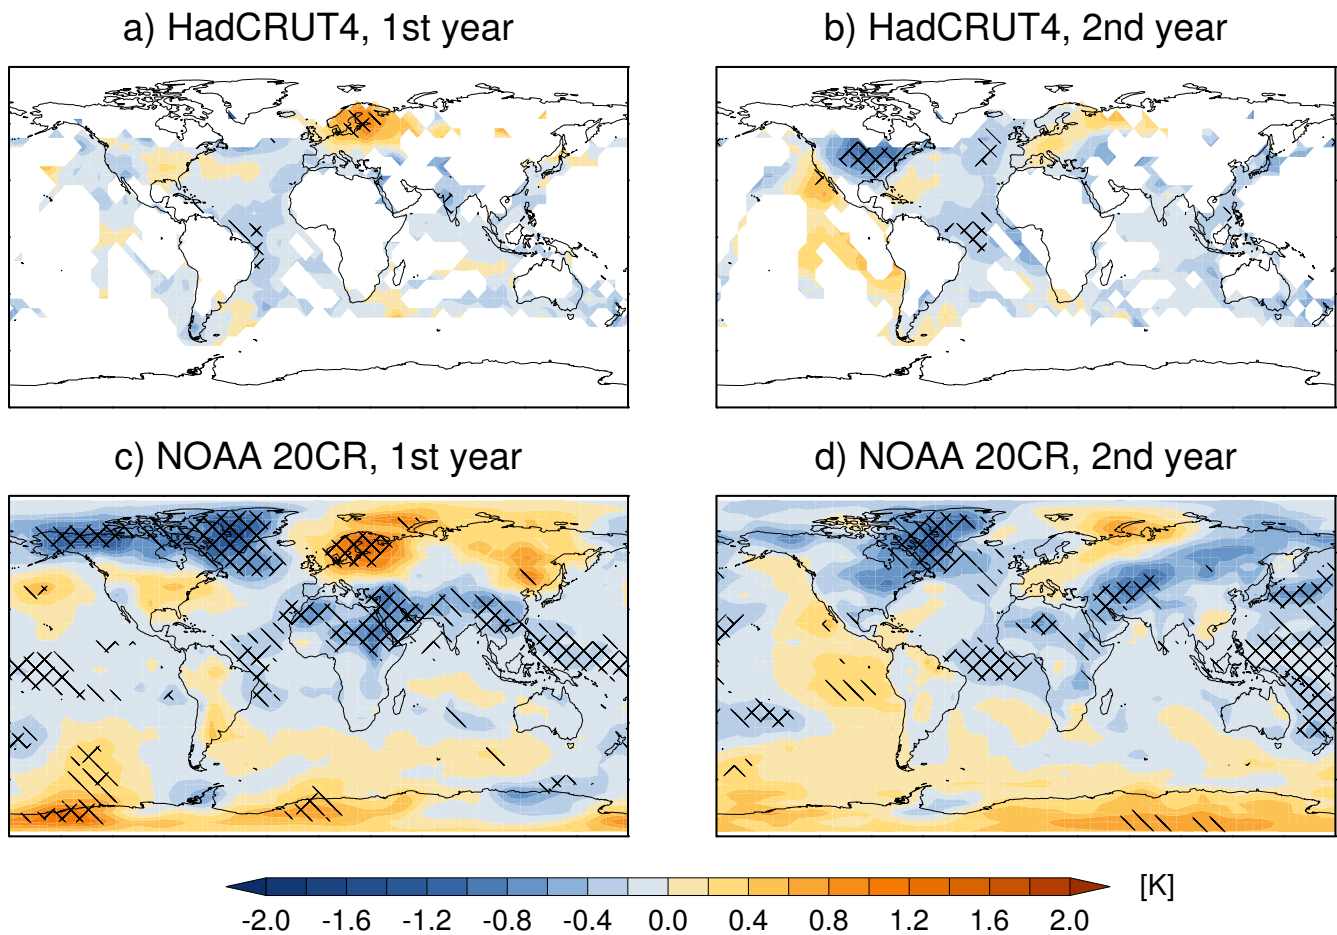 a) HadCRUT4, 1st year
b) HadCRUT4, 2nd year
c) NOAA 20CR, 1st year
d) NOAA 20CR, 2nd year
[K]
-2.0 -1.6 -1.2 -0.8 -0.4 0.0 0.4 0.8 1.2 1.6 2.0